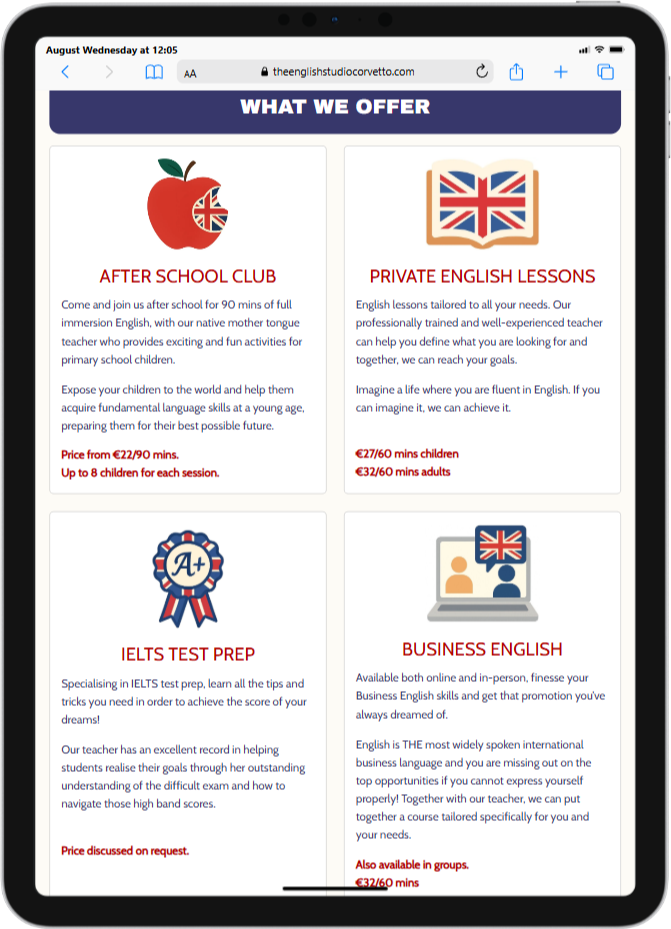 August Wednesday at 12:05
AA
theenglishstudiocorvetto.com
WHAT WE OFFER
AFTER SCHOOL CLUB
Come and join us after school for 90 mins of full
immersion English, with our native mother tongue
teacher who provides exciting and fun activities for
primary school children.
Expose your children to the world and help them
acquire fundamental language skills at a young age,
preparing them for their best possible future.
Price from €22/90 mins.
Up to 8 children for each session.
PRIVATE ENGLISH LESSONS
English lessons tailored to all your needs. Our
professionally trained and well-experienced teacher
can help you define what you are looking for and
together, we can reach your goals.
Imagine a life where you are fluent in English. If you
can imagine it, we can achieve it.
€27/60 mins children
€32/60 mins adults
A+
IELTS TEST PREP
Specialising in IELTS test prep, learn all the tips and
tricks you need in order to achieve the score of your
dreams!
Our teacher has an excellent record in helping
students realise their goals through her outstanding
understanding of the difficult exam and how to
navigate those high band scores.
Price discussed on request.
BUSINESS ENGLISH
Available both online and in-person, finesse your
Business English skills and get that promotion you've
always dreamed of.
English is THE most widely spoken international
business language and you are missing out on the
top opportunities if you cannot express yourself
properly! Together with our teacher, we can put
together a course tailored specifically for you and
your needs.
Also available in groups.
€32/60 mins